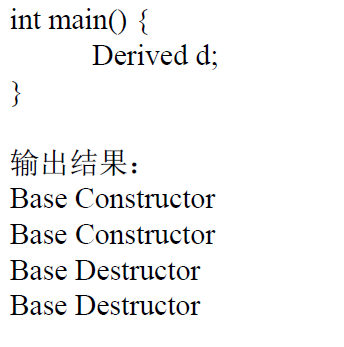 int main() {
Derived d;
}
输出结果：
Base Constructor
Base Constructor
Base Destructor
Base Destructor